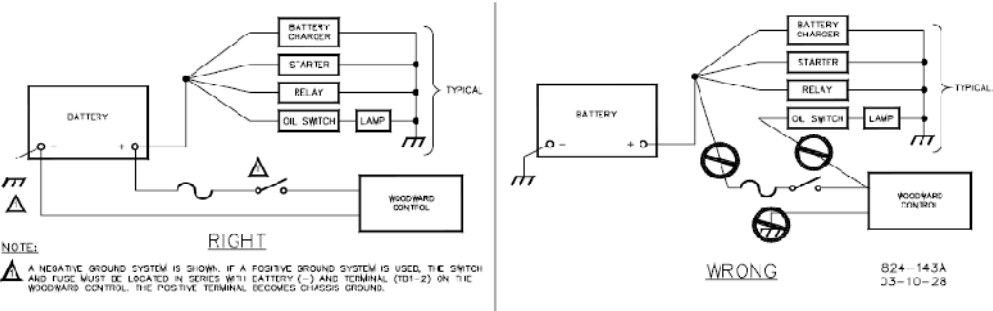 BATTERY
CHARGER
STARTER
RELAY
OIL SWITCH
LAMP
TYPICAL
BATTERY
-
+
WOODWARD
CONTROL
RIGHT
NOTE:
A NEGATIVE GROUND SYSTEM IS SHOWN. IF A POSITIVE GROUND SYSTEM IS USED, THE SWITCH
AND FUSE MUST BE LOCATED IN SERIES WITH BATTERY (-) AND TERMINAL (TB1-2) ON THE
WOODWARD CONTROL. THE POSITIVE TERMINAL BECOMES CHASSIS GROUND.
BATTERY
CHARGER
STARTER
RELAY
OIL SWITCH
LAMP
TYPICAL
BATTERY
-
+
WOODWARD
CONTROL
WRONG
824-143A
03-10-28